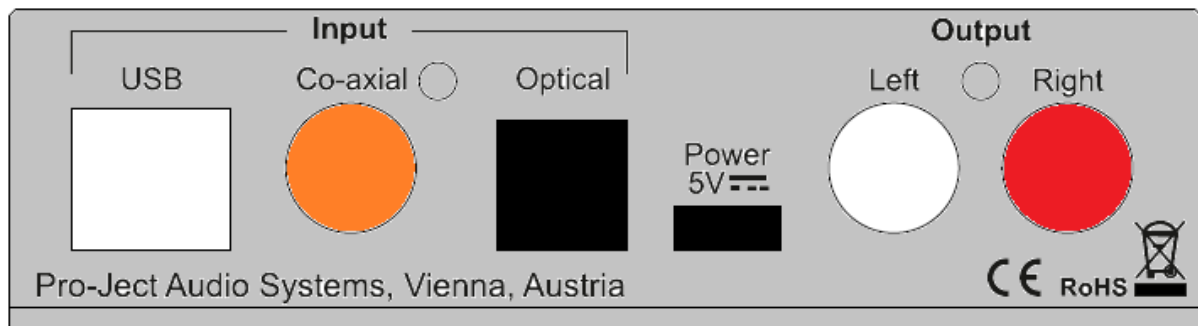 Input
Output
USB
Co-axial
Optical
Left
Right
Power
5V
Pro-Ject Audio Systems, Vienna, Austria
CE
RoHS